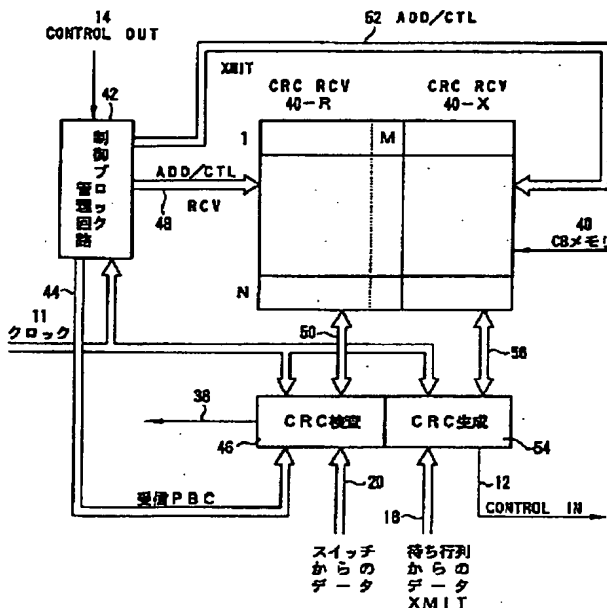 14
CONTROL OUT
52 ADD/CTL
XMIT
CRC RCV
40-R
CRC RCV
40-X
42
制御ブロック
管理回路
1
M
ADD/CTL
48
RCV
40
CBメモリ
N
44
11
クロック
50
56
38
CRC検査
CRC生成
46
54
受信PBC
20
18
12
CONTROL IN
スイッチ
からの
データ
待ち行列
からの
データ
XMIT